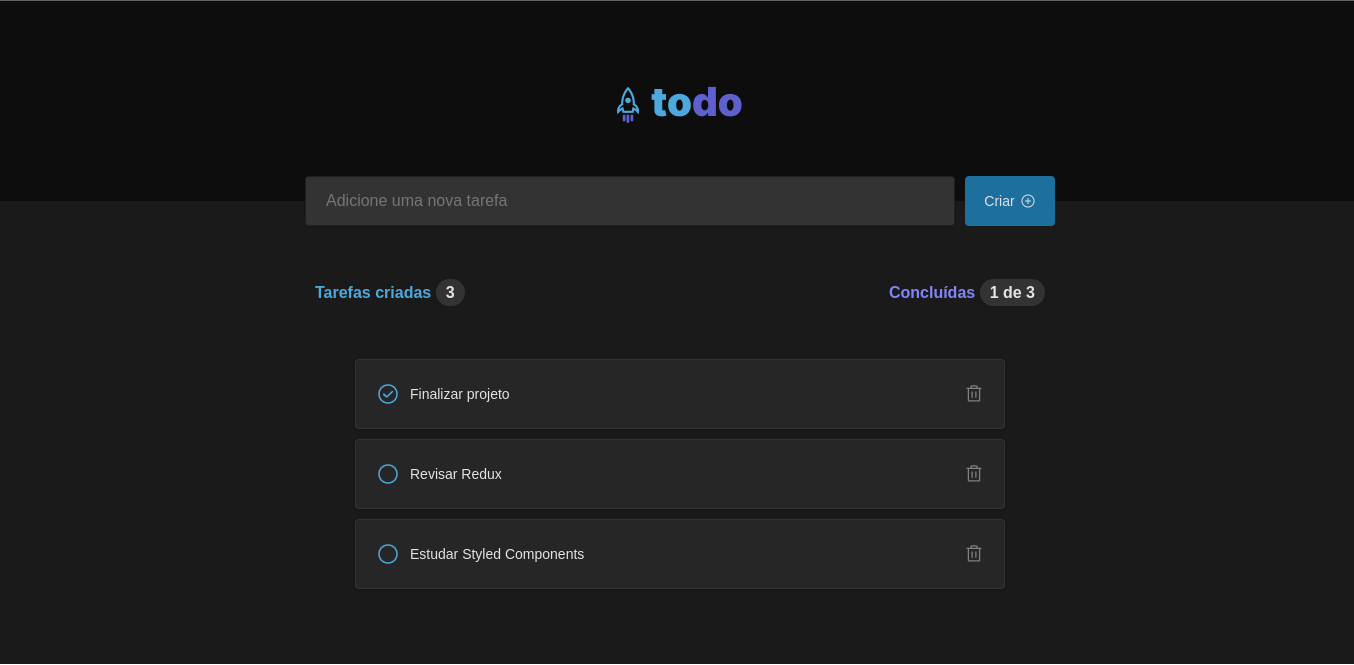 todo
Adicione uma nova tarefa
Criar
Tarefas criadas 3
Concluídas 1 de 3
Finalizar projeto
Revisar Redux
Estudar Styled Components